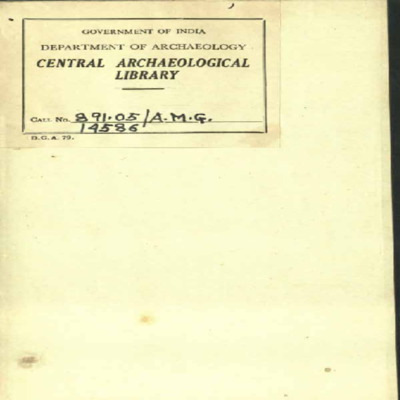 GOVERNMENT OF INDIA
DEPARTMENT OF ARCHAEOLOGY
CENTRAL ARCHAEOLOGICAL
LIBRARY
CALL No. 891.05/A.M.G.
14586
D.G.A. 79.